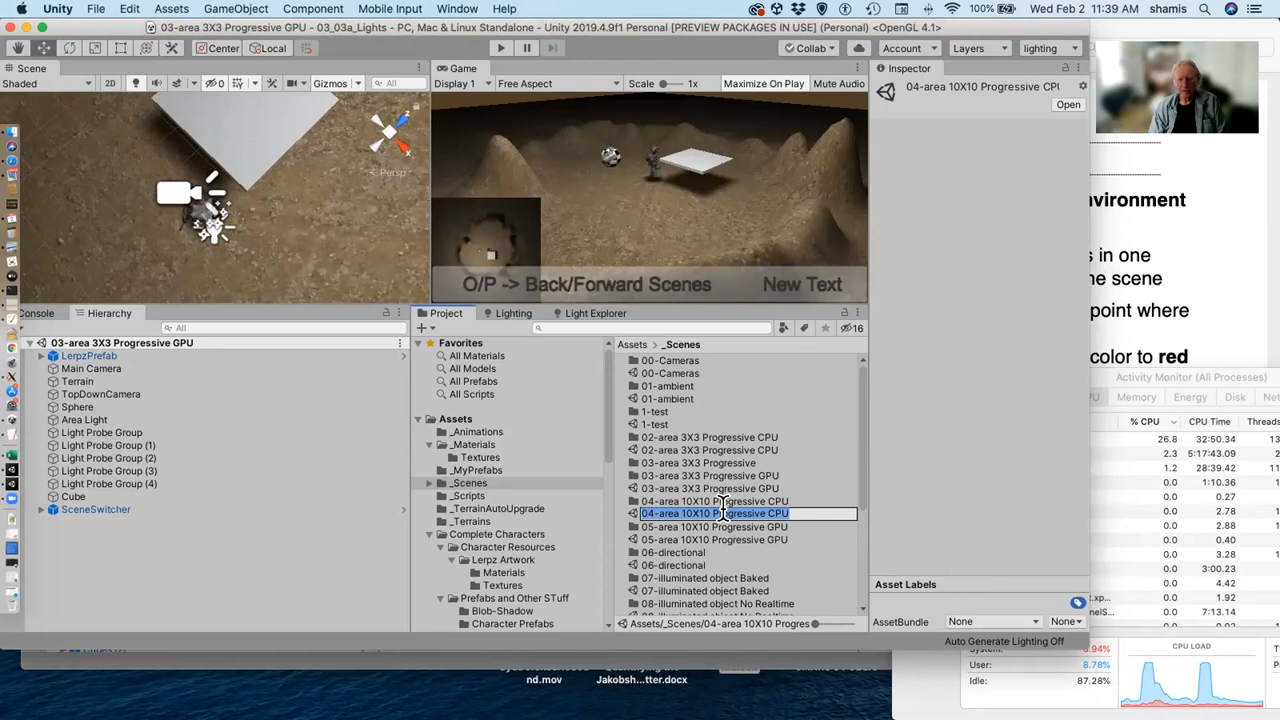 Unity File Edit Assets GameObject Component Window Help 100% Wed Feb 2 11:39 AM shamis
03-area 3X3 Progressive GPU - 03_03a_Lights - PC, Mac & Linux Standalone - Unity 2019.4.9f1 Personal [PREVIEW PACKAGES IN USE] Personal <OpenGL 4.1>
Center Local Collab Account Layers lighting
Scene
Shaded 2D 0 Gizmos All
Persp
Game
Display 1 Free Aspect Scale 1x Maximize On Play Mute Audio
O/P -> Back/Forward Scenes New Text
Inspector
04-area 10X10 Progressive CPU
Open
Asset Labels
AssetBundle None None
Auto Generate Lighting Off
Console Hierarchy
All
03-area 3X3 Progressive GPU
LerpzPrefab
Main Camera
Terrain
TopDownCamera
Sphere
Area Light
Light Probe Group
Light Probe Group (1)
Light Probe Group (2)
Light Probe Group (3)
Light Probe Group (4)
Cube
SceneSwitcher
Project Lighting Light Explorer
16
Favorites
All Materials
All Models
All Prefabs
All Scripts
Assets
_Animations
_Materials
Textures
_MyPrefabs
_Scenes
_Scripts
_TerrainAutoUpgrade
_Terrains
Complete Characters
Character Resources
Lerpz Artwork
Materials
Textures
Prefabs and Other STuff
Blob-Shadow
Character Prefabs
Assets > _Scenes
00-Cameras
00-Cameras
01-ambient
01-ambient
1-test
1-test
02-area 3X3 Progressive CPU
02-area 3X3 Progressive CPU
03-area 3X3 Progressive
03-area 3X3 Progressive GPU
03-area 3X3 Progressive GPU
04-area 10X10 Progressive CPU
04-area 10X10 Progressive CPU
05-area 10X10 Progressive GPU
05-area 10X10 Progressive GPU
06-directional
06-directional
07-illuminated object Baked
07-illuminated object Baked
08-illuminated object No Realtime
Assets/_Scenes/04-area 10X10 Progres
nvironment
s in one
he scene
point where
color to red
Activity Monitor (All Processes)
Memory Energy Disk
% CPU CPU Time Threads
26.8 32:50.34
2.3 5:17:43.09
1.2 28:39.42
0.0 1:10.36
0.0 0.27
0.0 2.78
0.0 0.40
0.0 3.28
0.0 3:00.23
0.0 4.42
0.0 1.92
0.0 7:13.14
System: CPU LOAD
User: 8.78%
Idle: 87.28%
nd.mov Jakobsh...tter.docx